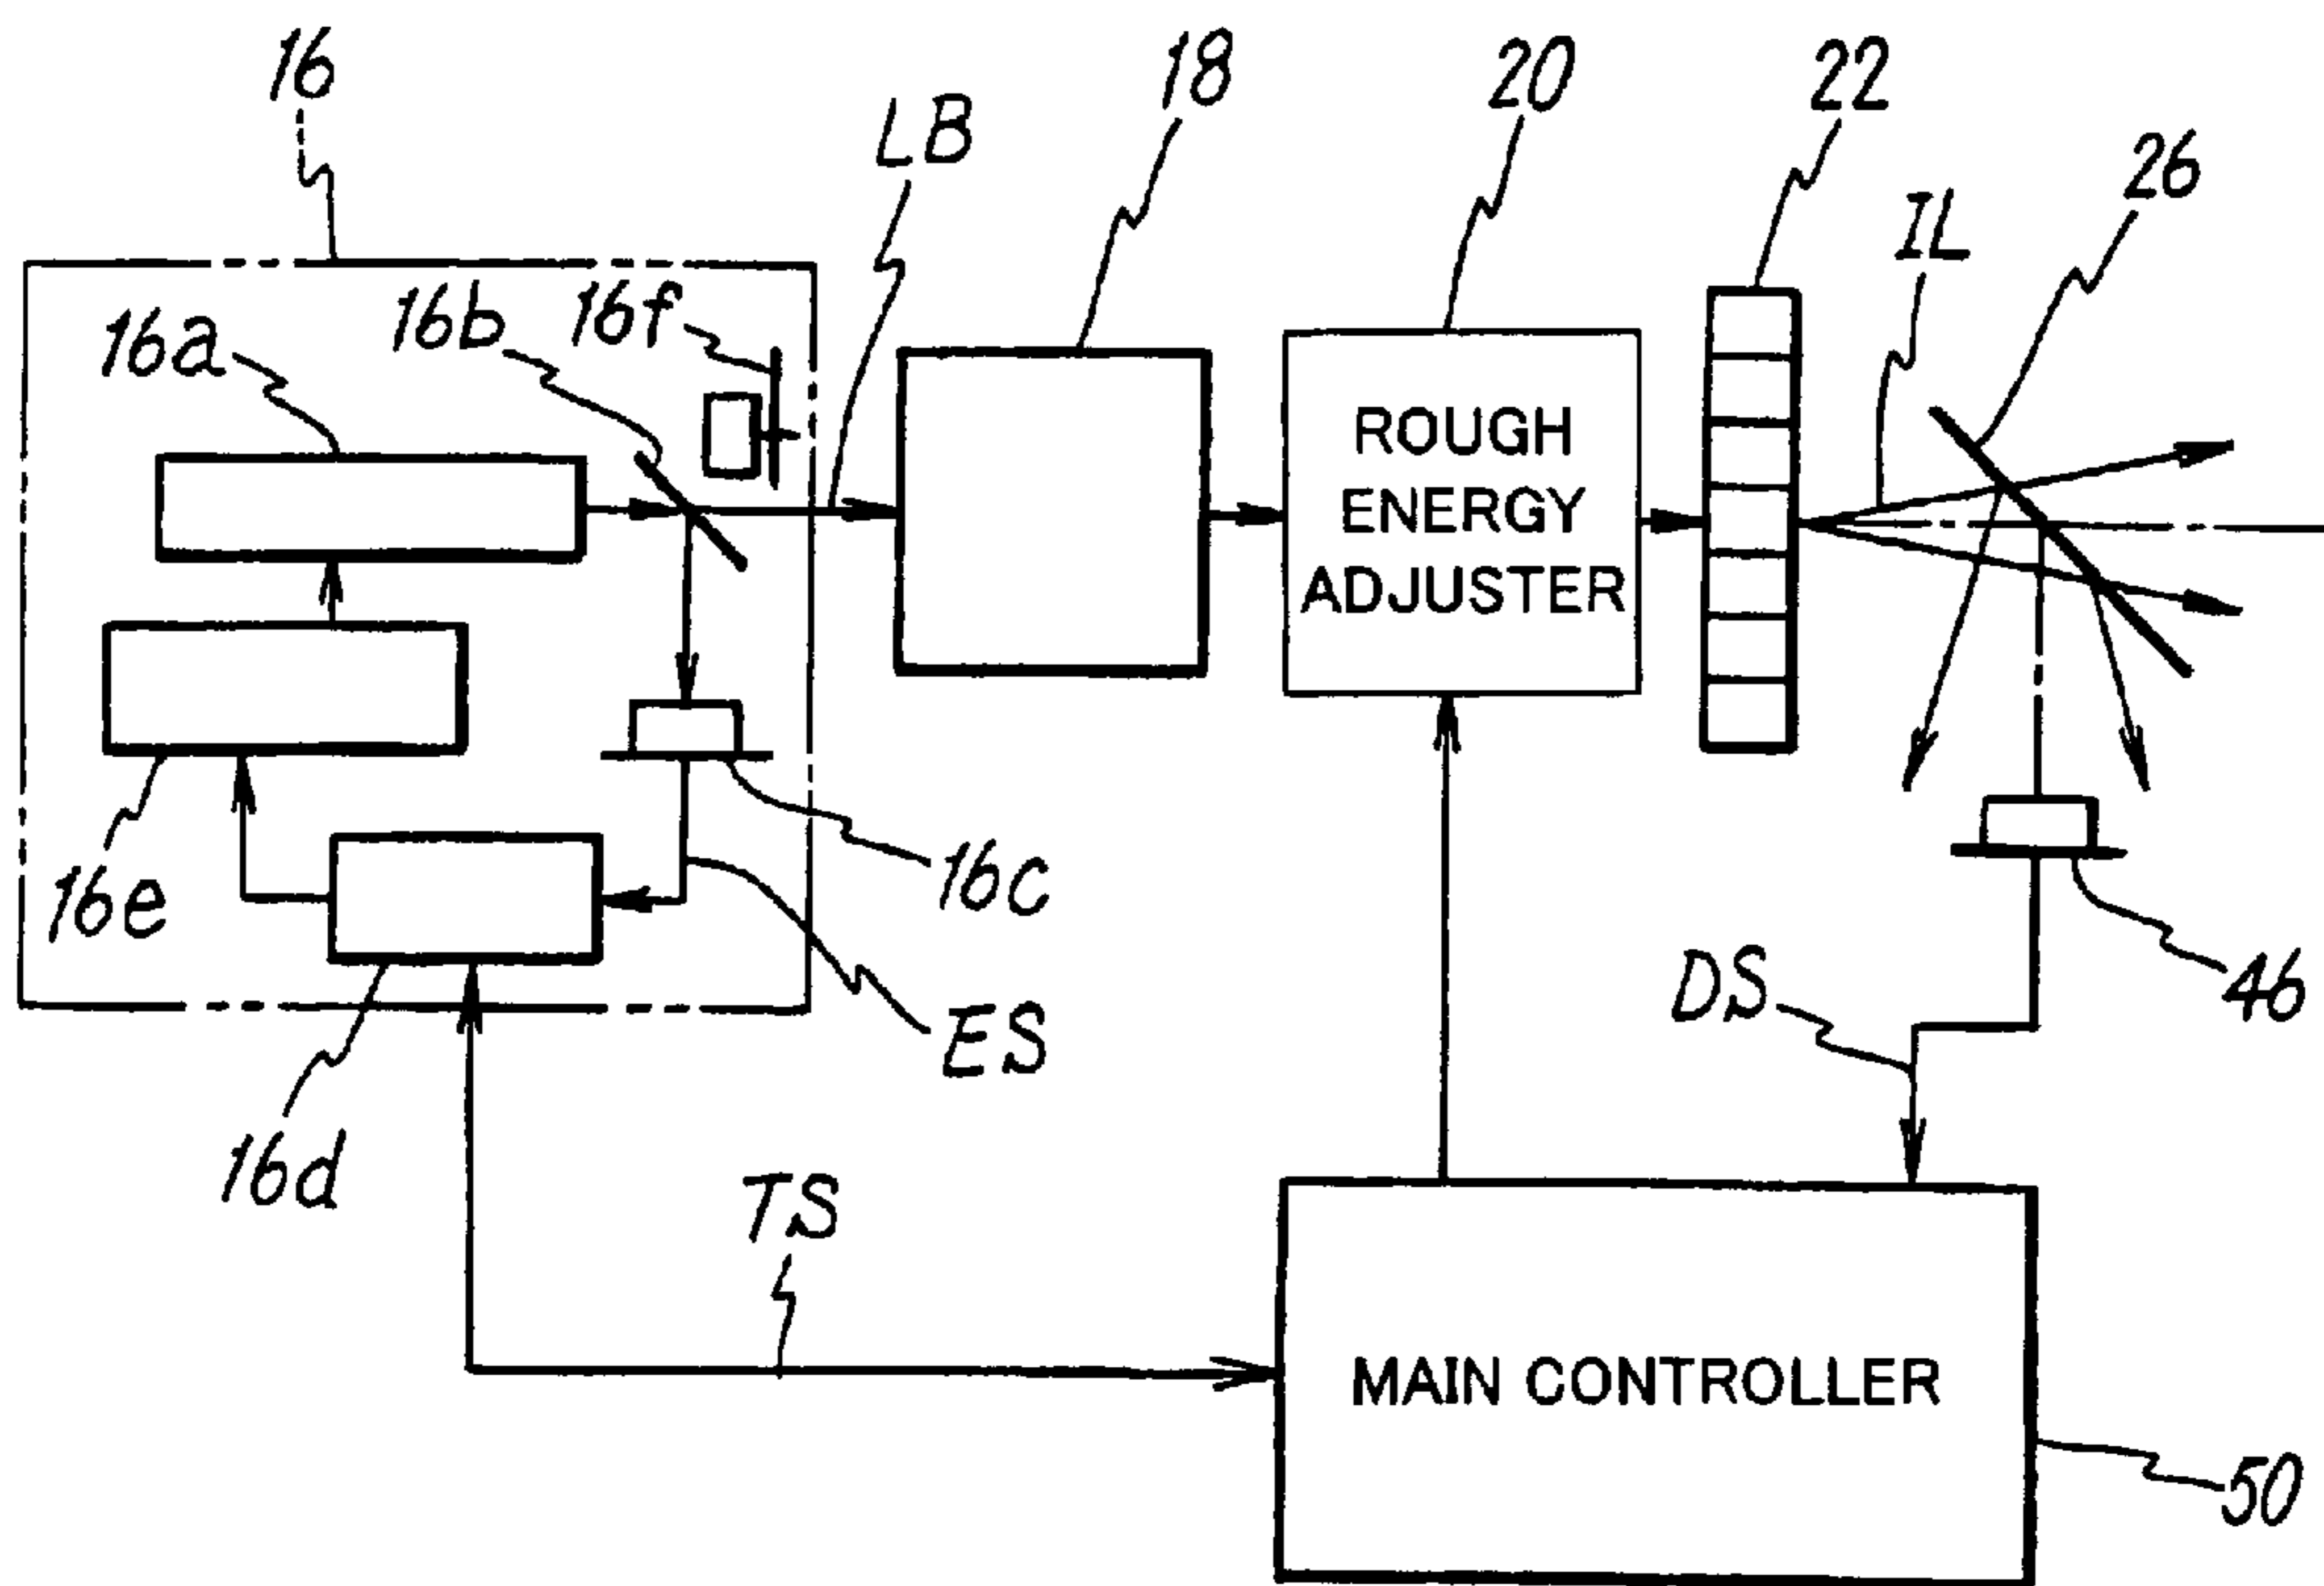 16
18
20
22
LB
26
IL
16a
16b
16f
ROUGH
ENERGY
ADJUSTER
16e
16c
46
DS
ES
16d
TS
MAIN CONTROLLER
50